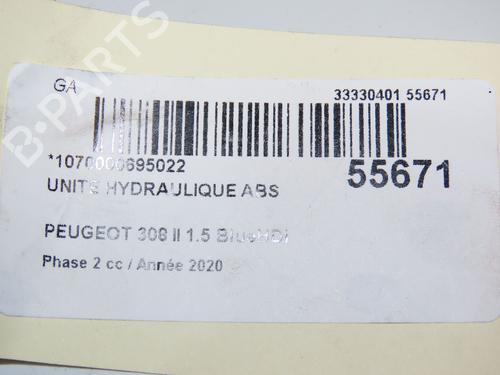 B-PARTS
GA
33330401 55671
*1070000695022
55671
UNITE HYDRAULIQUE ABS
PEUGEOT 308 II 1.5 BlueHDi
Phase 2 cc / Année 2020